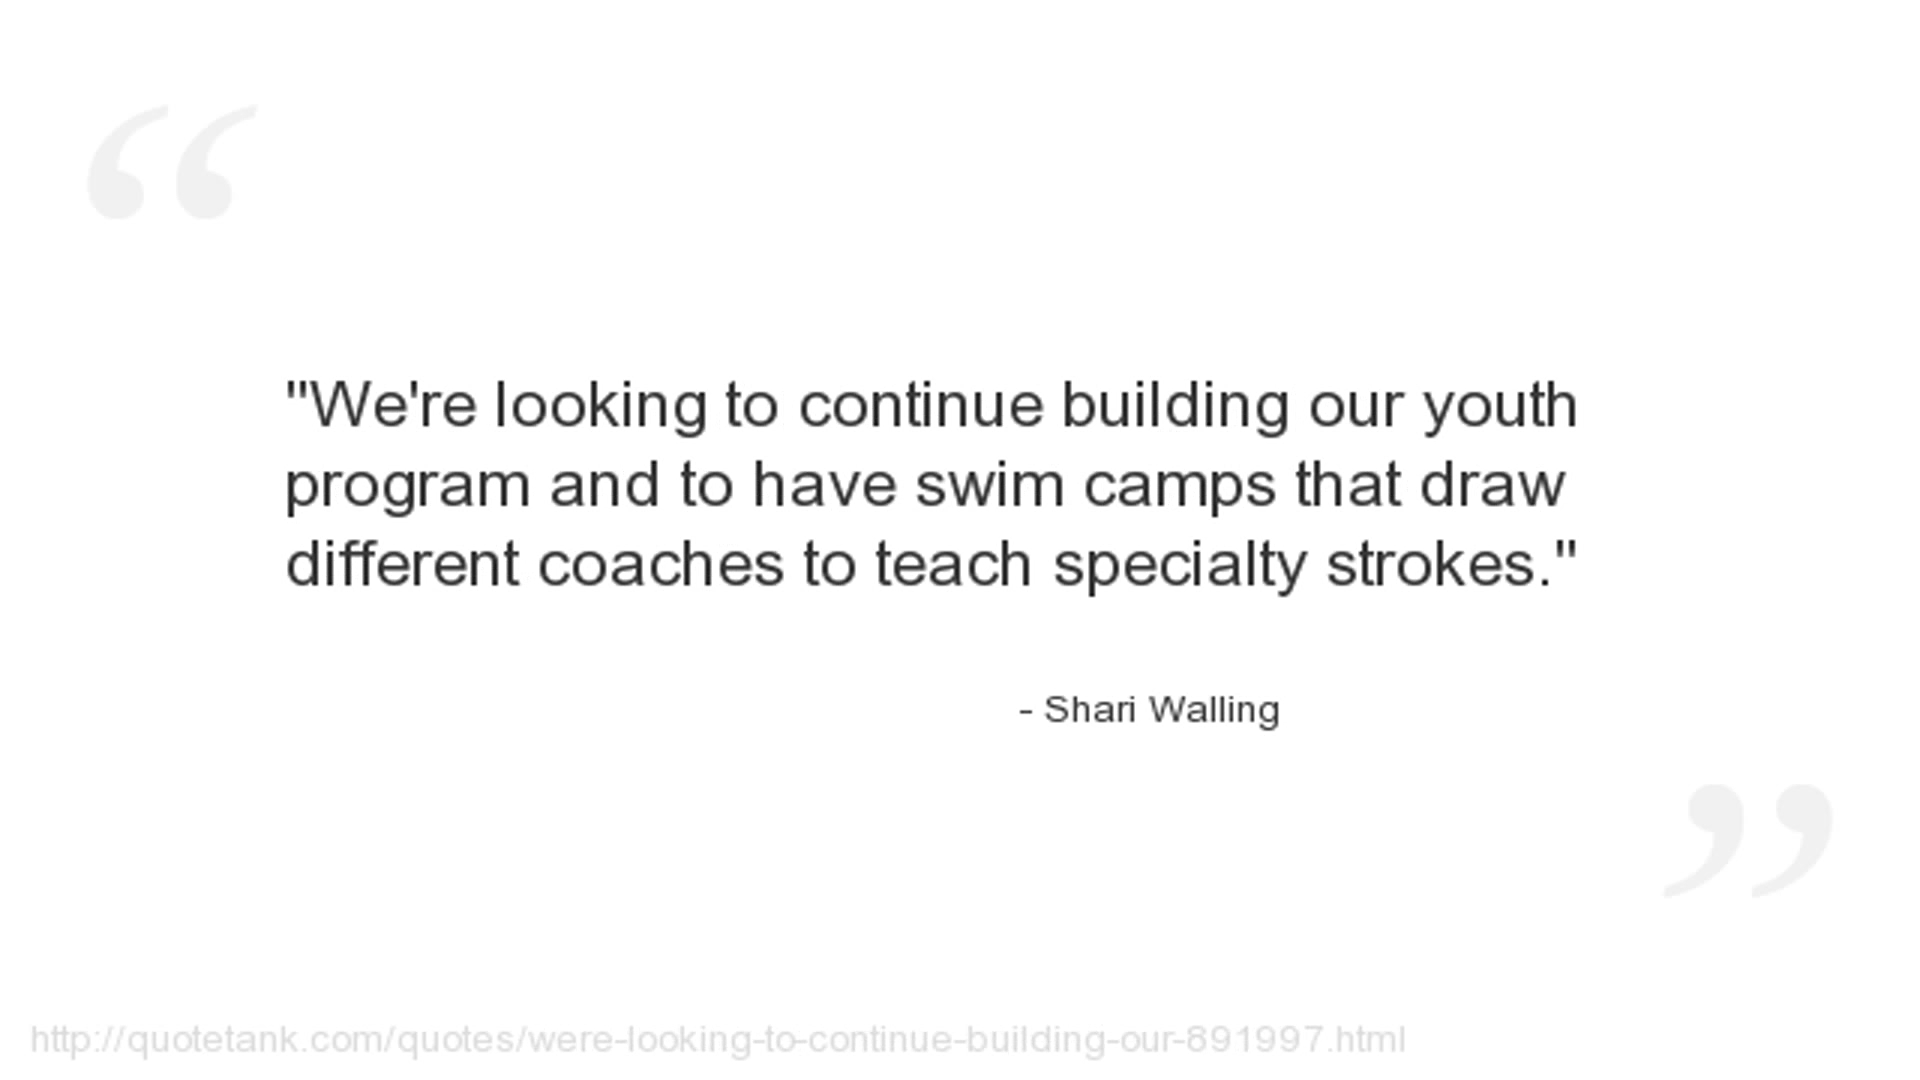 "We're looking to continue building our youth
program and to have swim camps that draw
different coaches to teach specialty strokes."
- Shari Walling
http://quotetank.com/quotes/were-looking-to-continue-building-our-891997.html